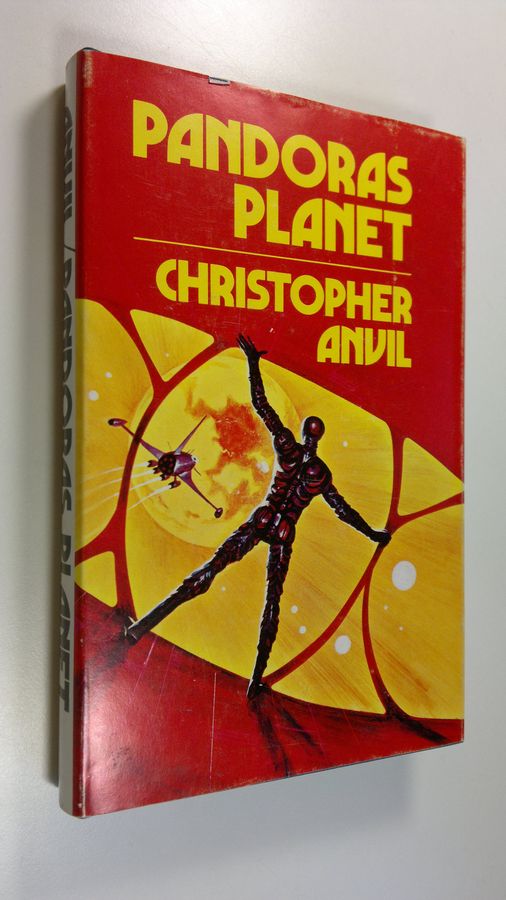 PANDORAS
PLANET
CHRISTOPHER
ANVIL
ANVIL/PANDORAS PLANET